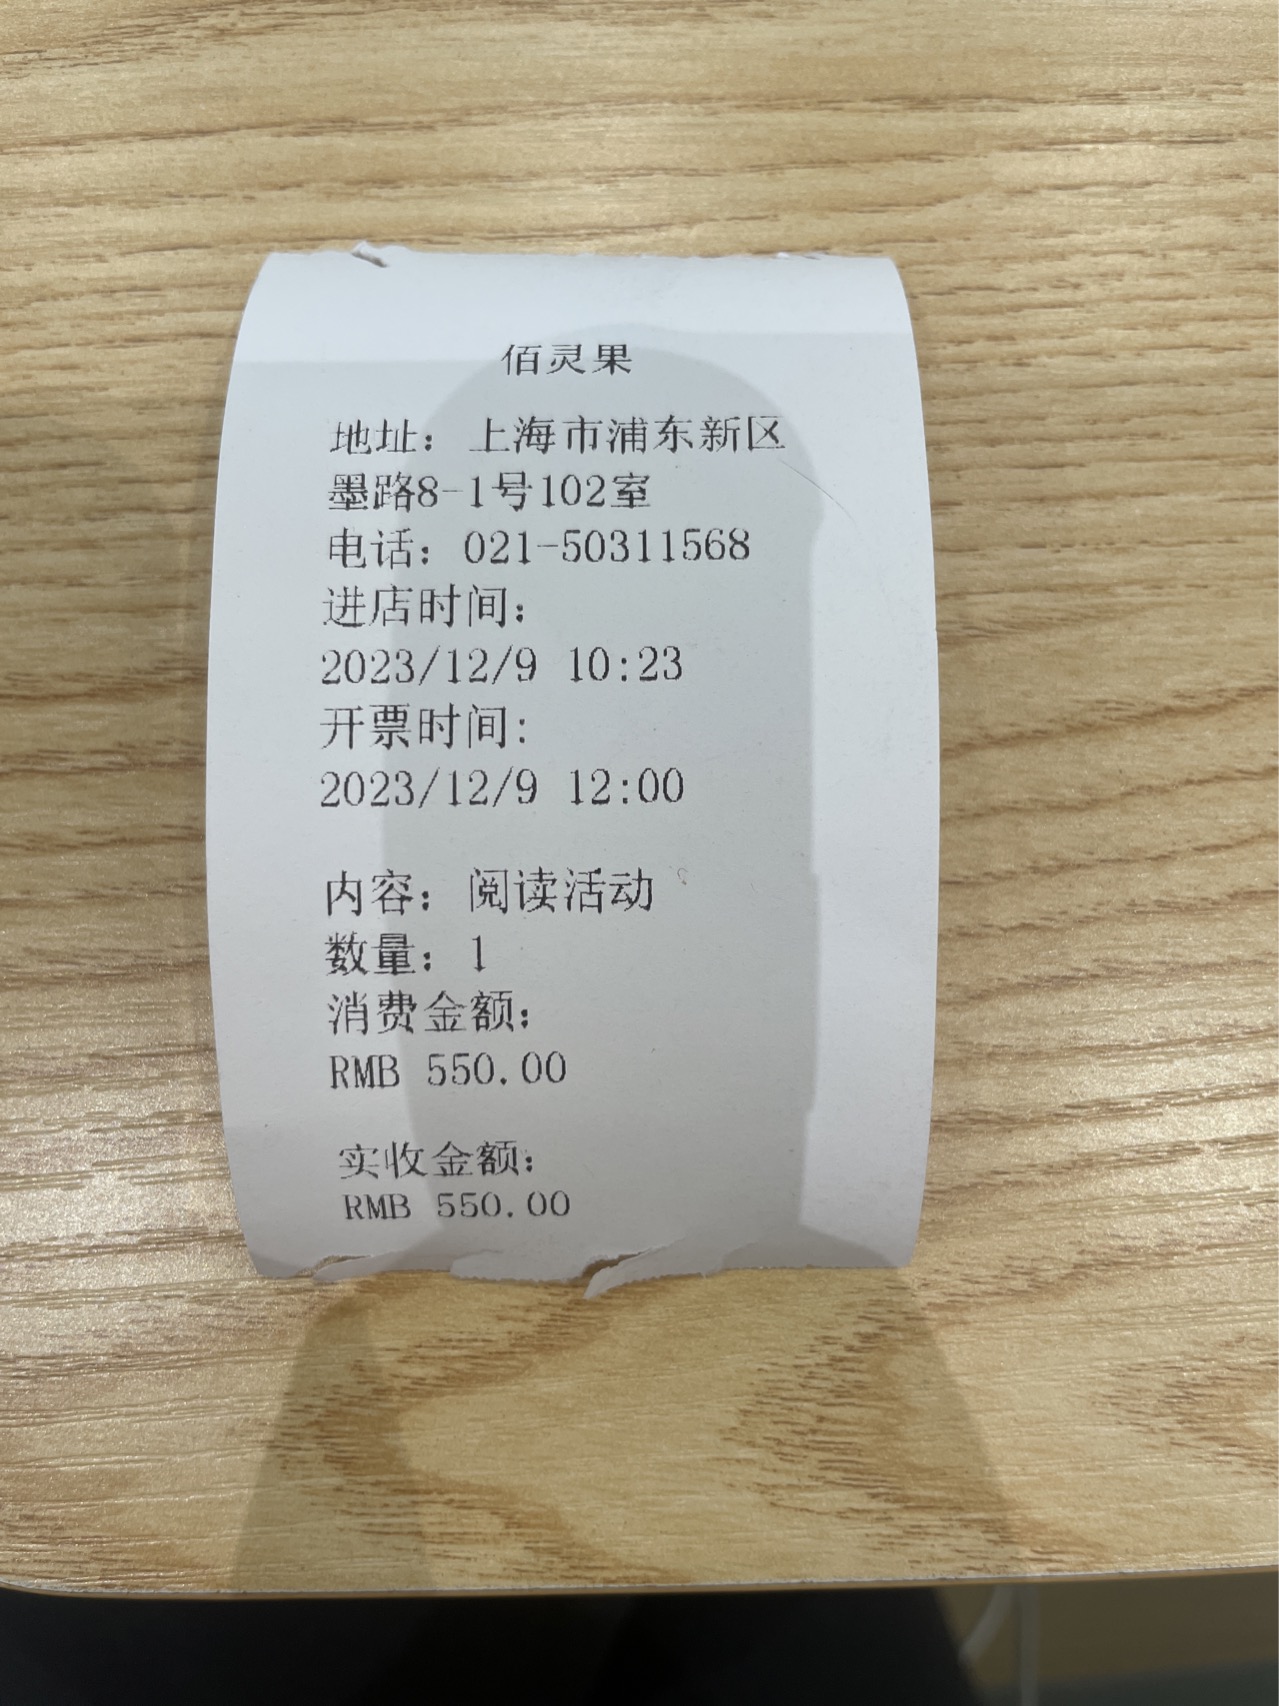 佰灵果
地址：上海市浦东新区
墨路8-1号102室
电话：021-50311568
进店时间：
2023/12/9 10:23
开票时间：
2023/12/9 12:00
内容：阅读活动
数量：1
消费金额：
RMB 550.00
实收金额：
RMB 550.00